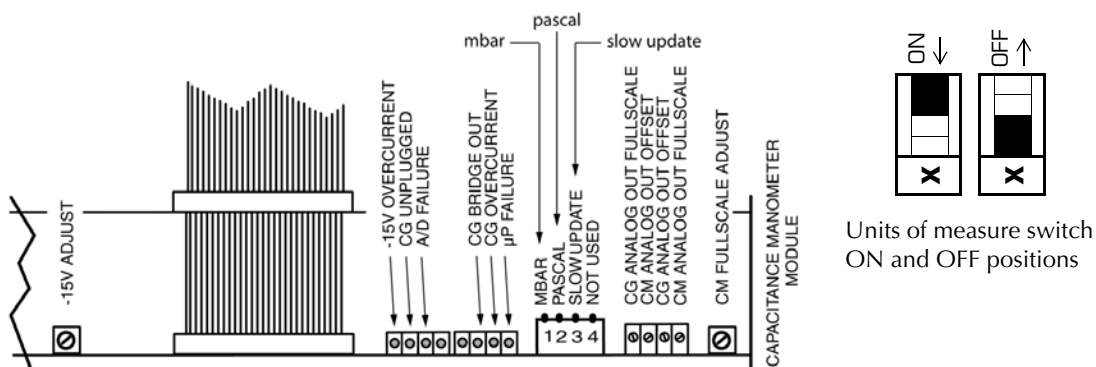 pascal
mbar
slow update
-15V ADJUST
-15V OVERCURRENT
CG UNPLUGGED
A/D FAILURE
CG BRIDGE OUT
CG OVERCURRENT
µP FAILURE
MBAR
PASCAL
SLOW UPDATE
NOT USED
CG ANALOG OUT FULLSCALE
CM ANALOG OUT OFFSET
CG ANALOG OUT OFFSET
CM ANALOG OUT FULLSCALE
CM FULLSCALE ADJUST
CAPACITANCE MANOMETER
MODULE
1 2 3 4
ON
OFF
X
X
Units of measure switch
ON and OFF positions